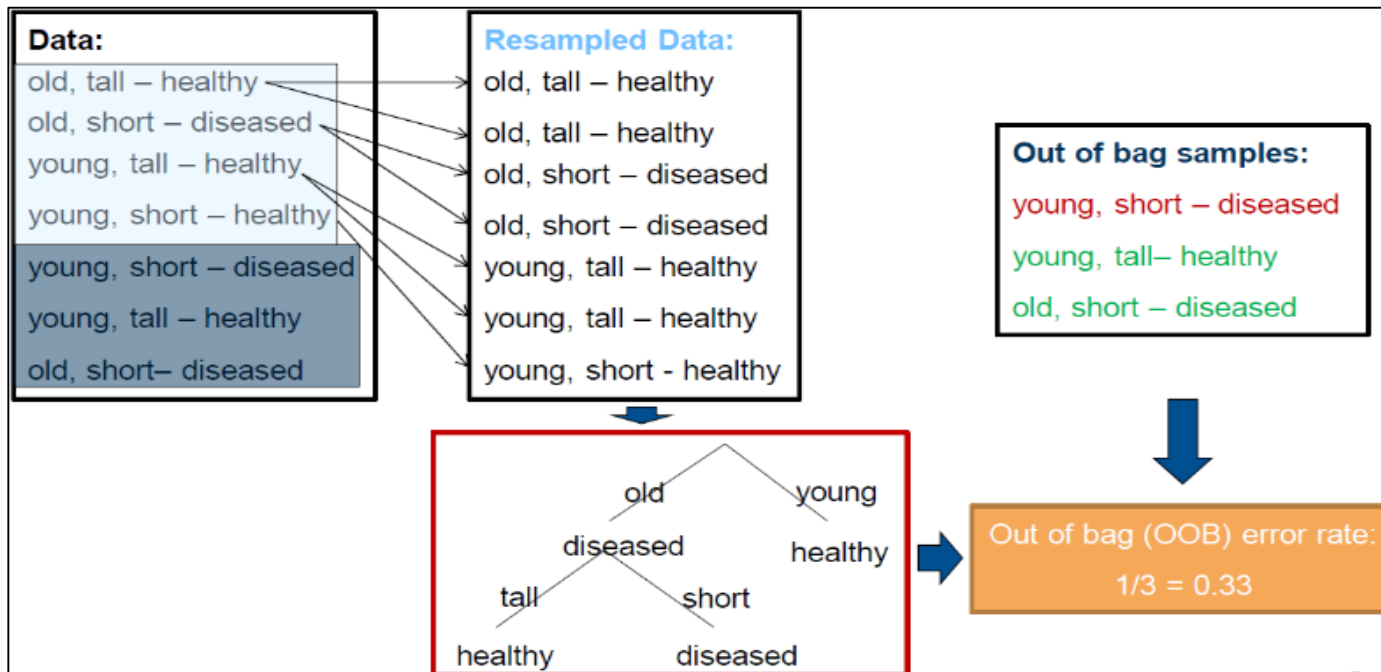 Data:
old, tall – healthy
old, short – diseased
young, tall – healthy
young, short – healthy
young, short – diseased
young, tall – healthy
old, short– diseased
Resampled Data:
old, tall – healthy
old, tall – healthy
old, short – diseased
old, short – diseased
young, tall – healthy
young, tall – healthy
young, short - healthy
Out of bag samples:
young, short – diseased
young, tall– healthy
old, short – diseased
old
young
diseased
healthy
tall
short
healthy
diseased
Out of bag (OOB) error rate:
1/3 = 0.33